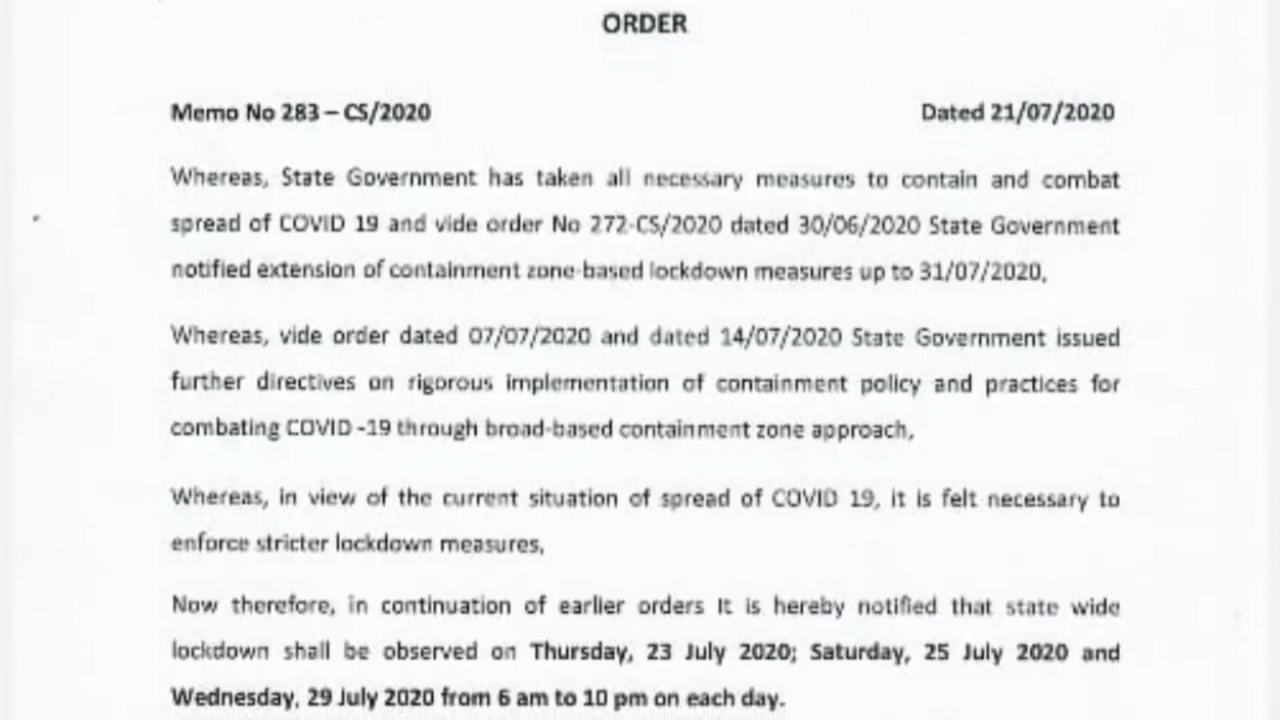 ORDER
Memo No 283 – CS/2020 Dated 21/07/2020
Whereas, State Government has taken all necessary measures to contain and combat
spread of COVID 19 and vide order No 272-CS/2020 dated 30/06/2020 State Government
notified extension of containment zone-based lockdown measures up to 31/07/2020,
Whereas, vide order dated 07/07/2020 and dated 14/07/2020 State Government issued
further directives on rigorous implementation of containment policy and practices for
combating COVID -19 through broad-based containment zone approach,
Whereas, in view of the current situation of spread of COVID 19, it is felt necessary to
enforce stricter lockdown measures,
Now therefore, in continuation of earlier orders It is hereby notified that state wide
lockdown shall be observed on Thursday, 23 July 2020; Saturday, 25 July 2020 and
Wednesday, 29 July 2020 from 6 am to 10 pm on each day.